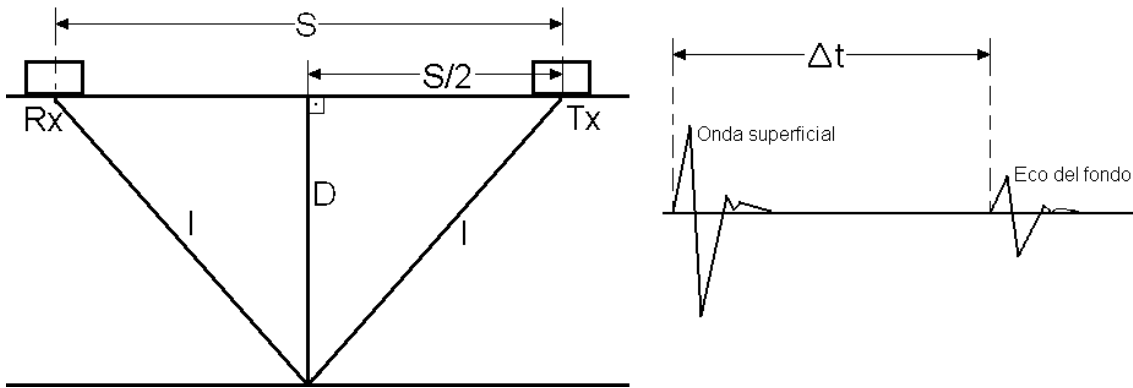 S
S/2
Rx
Tx
D
l
l
Δt
Onda superficial
Eco del fondo